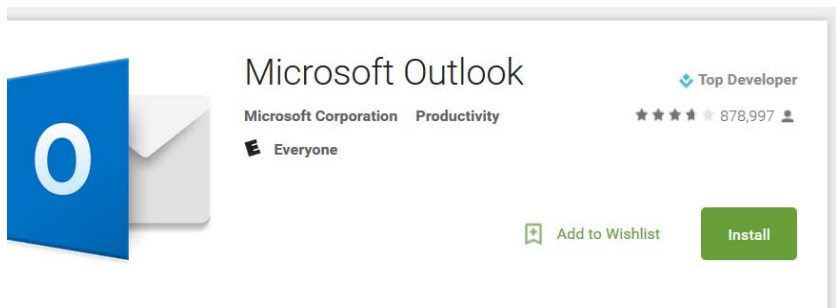 O
Microsoft Outlook
Top Developer
Microsoft Corporation Productivity
878,997
E Everyone
Add to Wishlist
Install